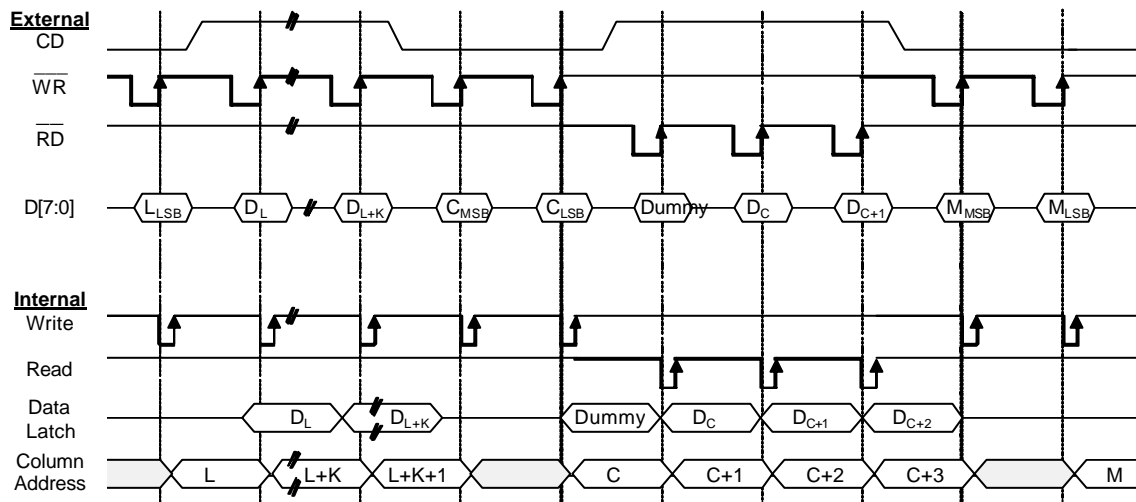 External
CD
WR
RD
D[7:0] LLSB DL DL+K CMSB CLSB Dummy DC DC+1 MMSB MLSB
Internal
Write
Read
Data Latch DL DL+K Dummy DC DC+1 DC+2
Column Address L L+K L+K+1 C C+1 C+2 C+3 M